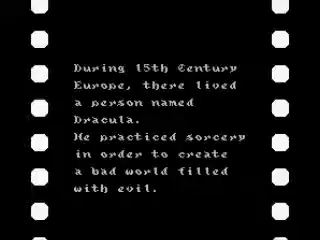 During 15th Century
Europe, there lived
a person named
Dracula.
He practiced sorcery
in order to create
a bad world filled
with evil.